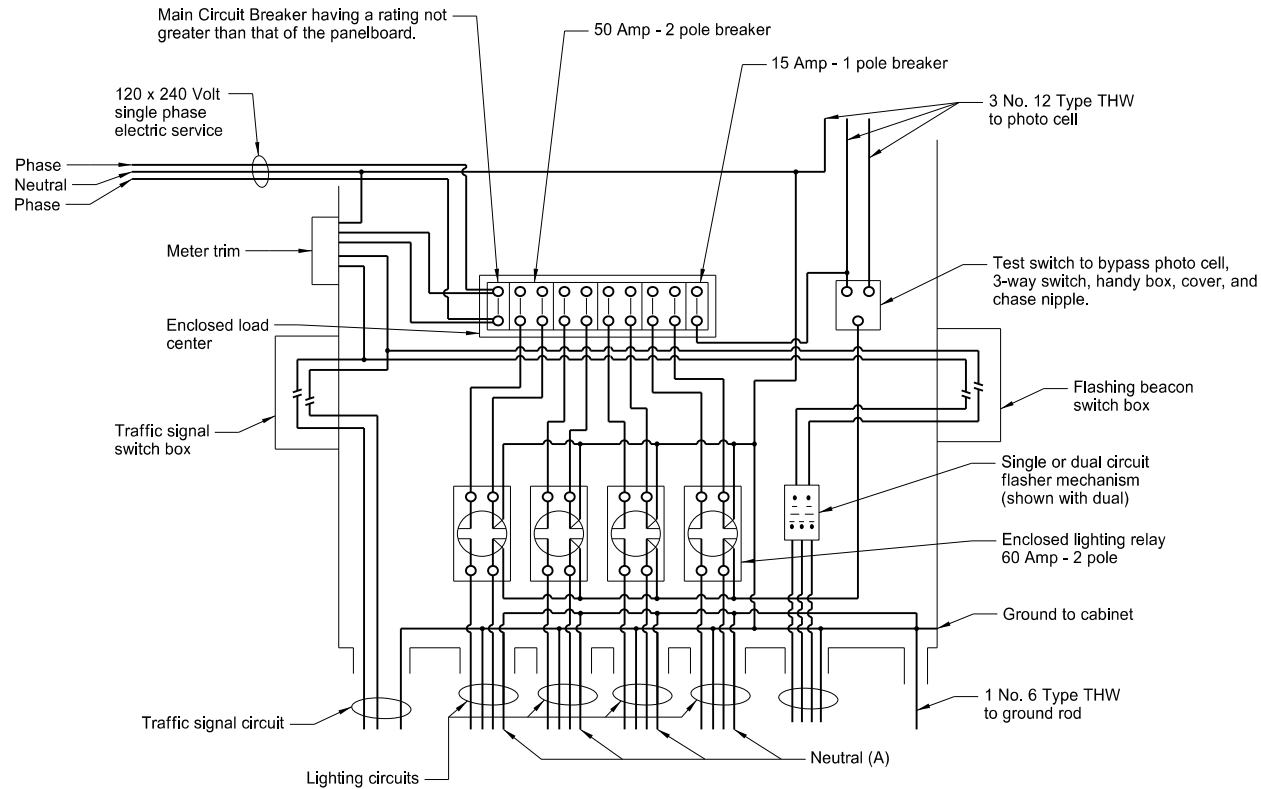 Main Circuit Breaker having a rating not
greater than that of the panelboard.
50 Amp - 2 pole breaker
15 Amp - 1 pole breaker
120 x 240 Volt
single phase
electric service
3 No. 12 Type THW
to photo cell
Phase
Neutral
Phase
Meter trim
Test switch to bypass photo cell,
3-way switch, handy box, cover, and
chase nipple.
Enclosed load
center
Flashing beacon
switch box
Traffic signal
switch box
Single or dual circuit
flasher mechanism
(shown with dual)
Enclosed lighting relay
60 Amp - 2 pole
Ground to cabinet
1 No. 6 Type THW
to ground rod
Traffic signal circuit
Neutral (A)
Lighting circuits